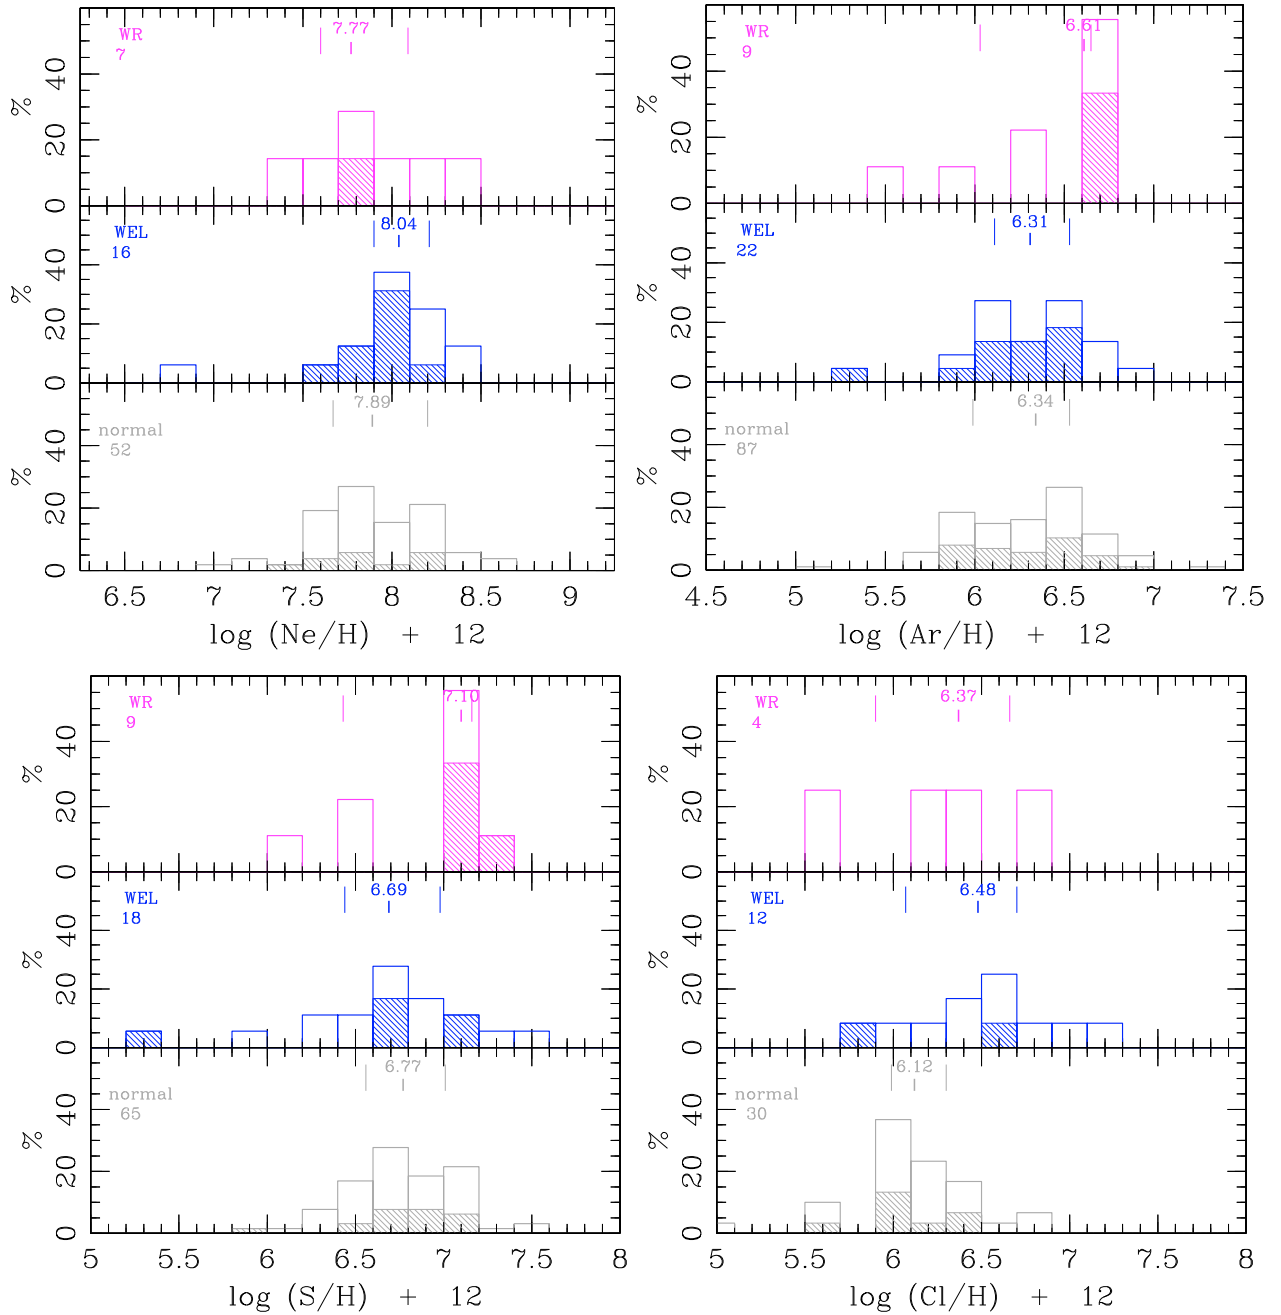 WR
7
7.77
%
0 20 40
WEL
16
8.04
%
0 20 40
normal
52
7.89
%
0 20 40
6.5 7 7.5 8 8.5 9
log (Ne/H) + 12
WR
9
6.61
%
0 20 40
WEL
22
6.31
%
0 20 40
normal
87
6.34
%
0 20 40
4.5 5 5.5 6 6.5 7 7.5
log (Ar/H) + 12
WR
9
7.10
%
0 20 40
WEL
18
6.69
%
0 20 40
normal
65
6.77
%
0 20 40
5 5.5 6 6.5 7 7.5 8
log (S/H) + 12
WR
4
6.37
%
0 20 40
WEL
12
6.48
%
0 20 40
normal
30
6.12
%
0 20 40
5 5.5 6 6.5 7 7.5 8
log (Cl/H) + 12